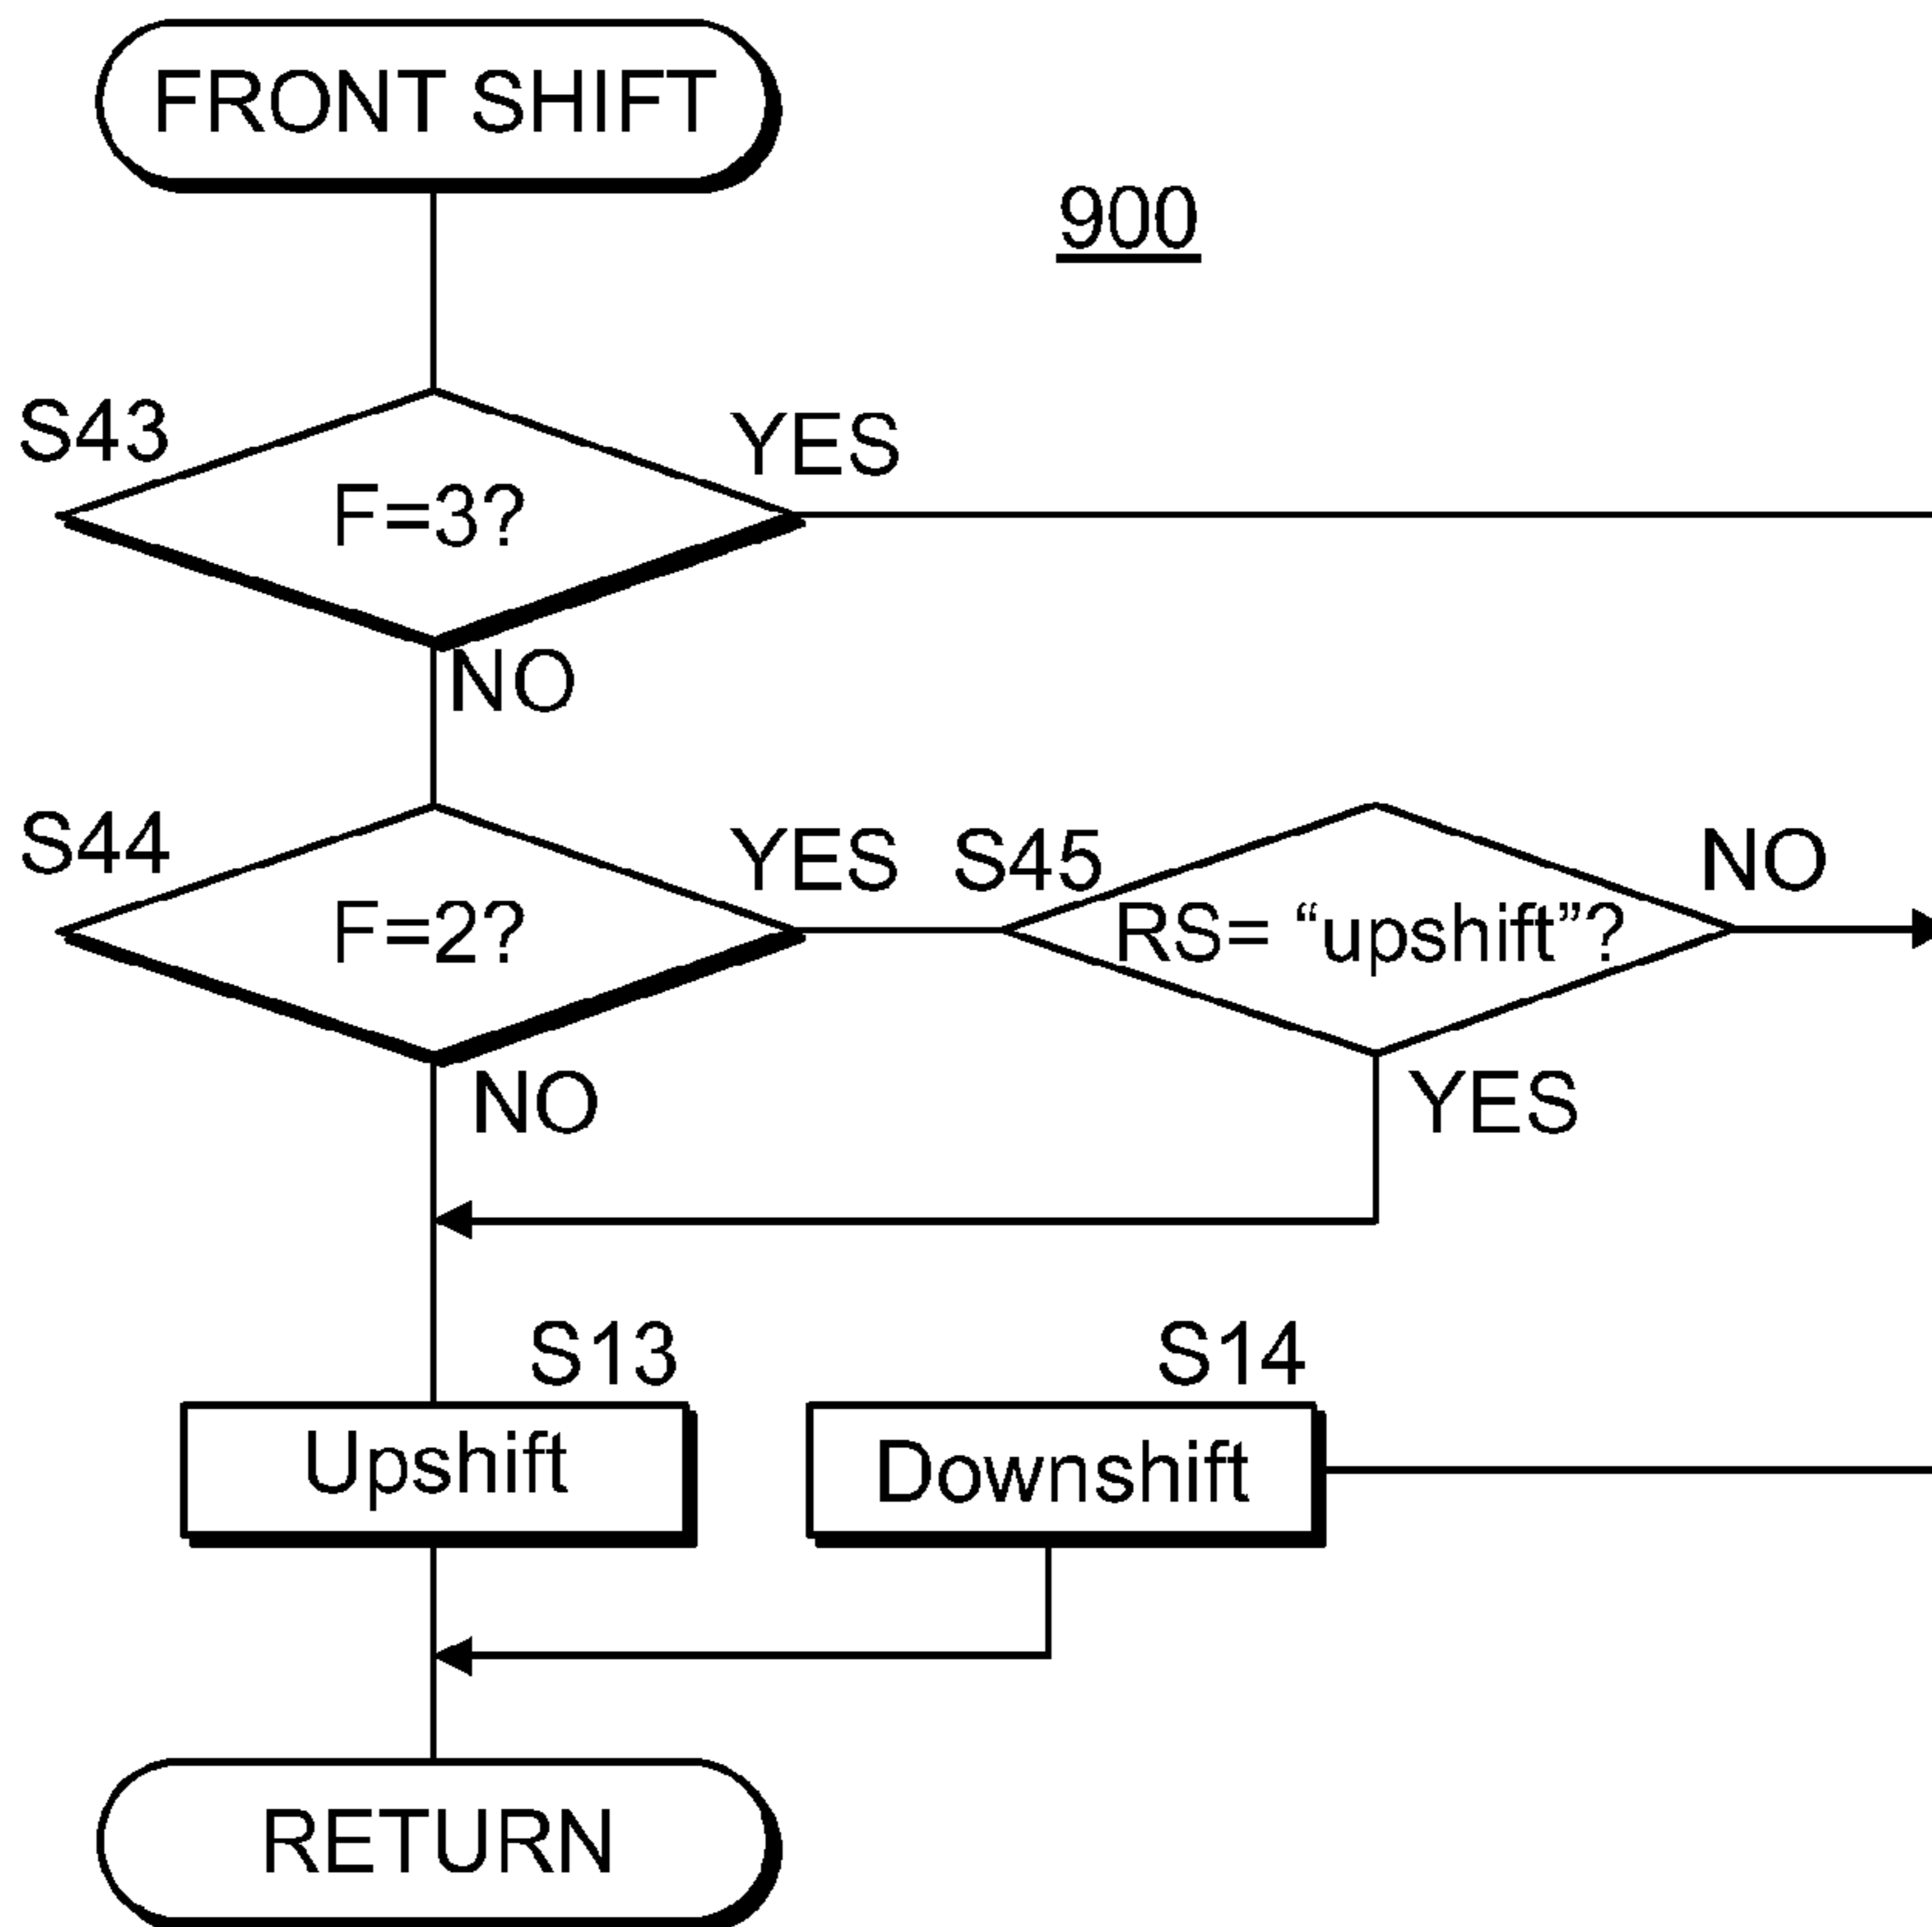 FRONT SHIFT
900
S43
YES
F=3?
NO
S44
YES
S45
NO
F=2?
RS= “upshift”?
NO
YES
S13
S14
Upshift
Downshift
RETURN